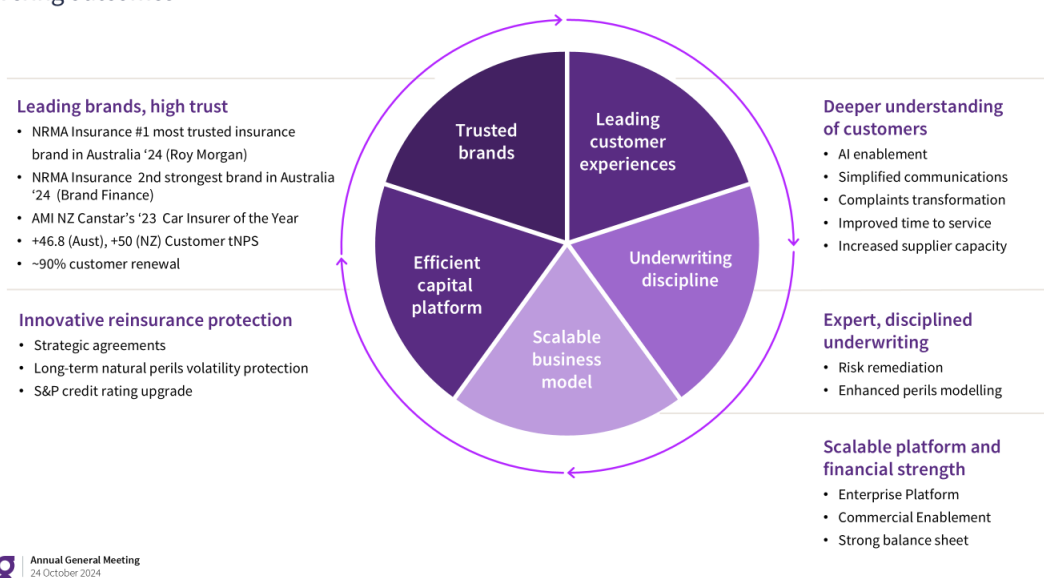 Leading brands, high trust
• NRMA Insurance #1 most trusted insurance
brand in Australia ‘24 (Roy Morgan)
• NRMA Insurance 2nd strongest brand in Australia
‘24 (Brand Finance)
• AMI NZ Canstar’s ‘23 Car Insurer of the Year
• +46.8 (Aust), +50 (NZ) Customer tNPS
• ~90% customer renewal
Innovative reinsurance protection
• Strategic agreements
• Long-term natural perils volatility protection
• S&P credit rating upgrade
Trusted
brands
Leading
customer
experiences
Efficient
capital
platform
Underwriting
discipline
Scalable
business
model
Deeper understanding
of customers
• AI enablement
• Simplified communications
• Complaints transformation
• Improved time to service
• Increased supplier capacity
Expert, disciplined
underwriting
• Risk remediation
• Enhanced perils modelling
Scalable platform and
financial strength
• Enterprise Platform
• Commercial Enablement
• Strong balance sheet
Annual General Meeting
24 October 2024